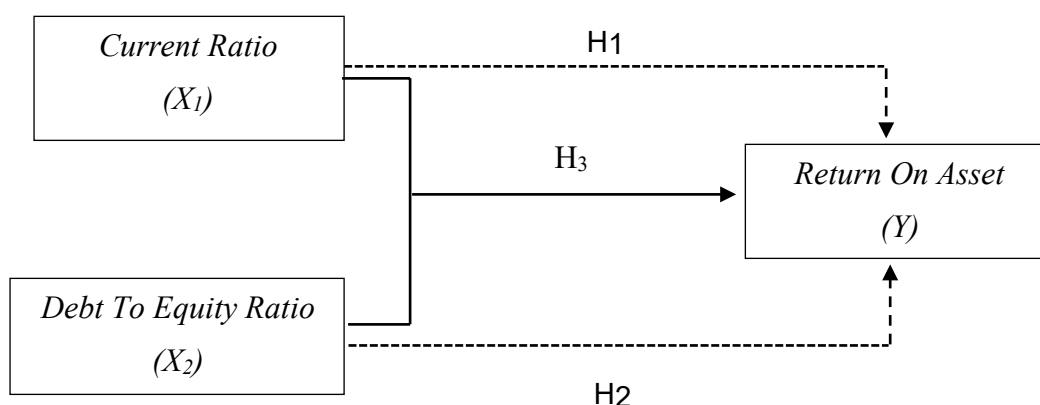 Current Ratio
(X1)
H1
H3
Return On Asset
(Y)
Debt To Equity Ratio
(X2)
H2